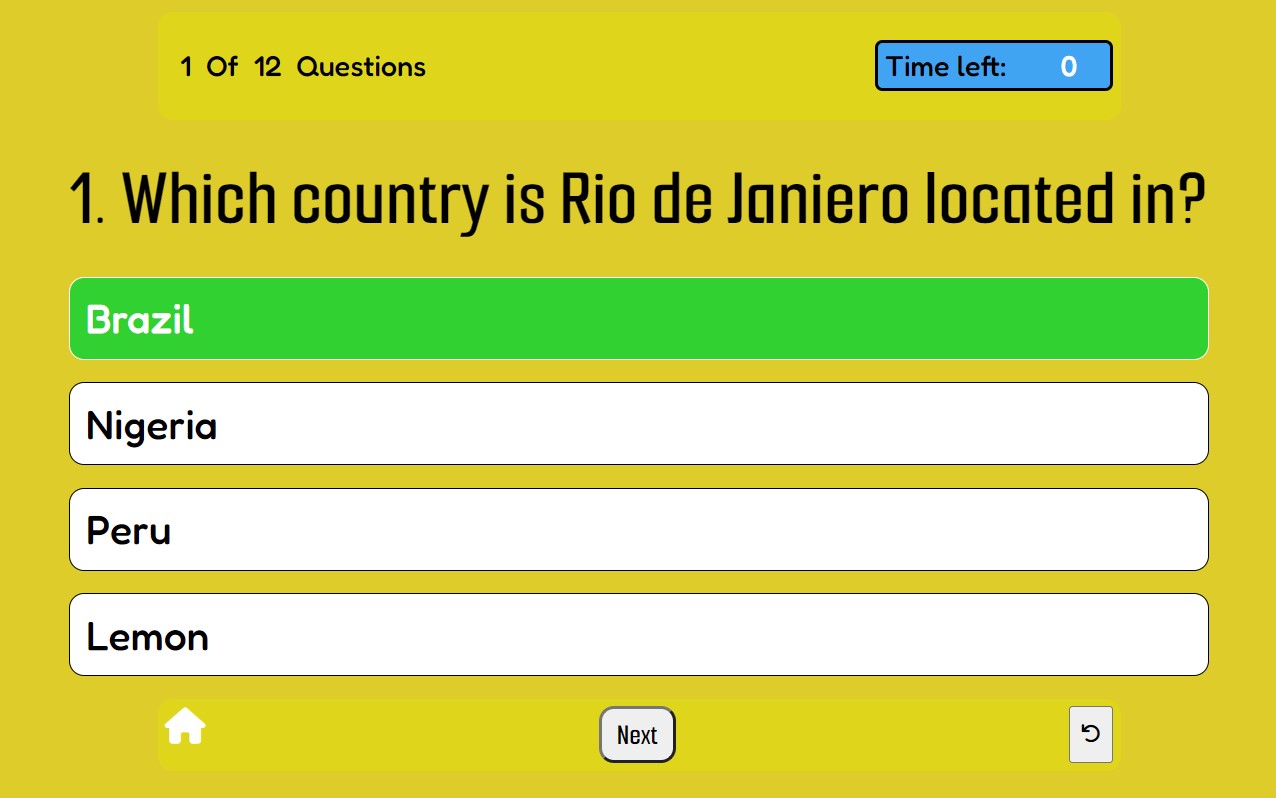 1 Of 12 Questions
Time left: 0
1. Which country is Rio de Janiero located in?
Brazil
Nigeria
Peru
Lemon
Next